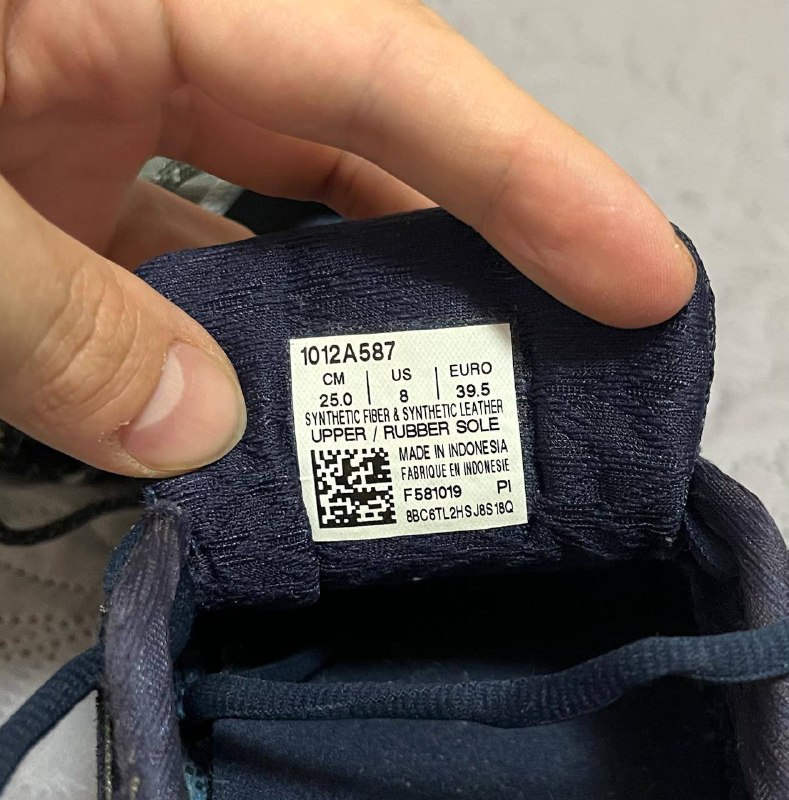 1012A587
CM | US | EURO
25.0 | 8 | 39.5
SYNTHETIC FIBER & SYNTHETIC LEATHER
UPPER / RUBBER SOLE
MADE IN INDONESIA
FABRIQUE EN INDONESIE
F581019 PI
8BC6TL2HSJ8S18Q